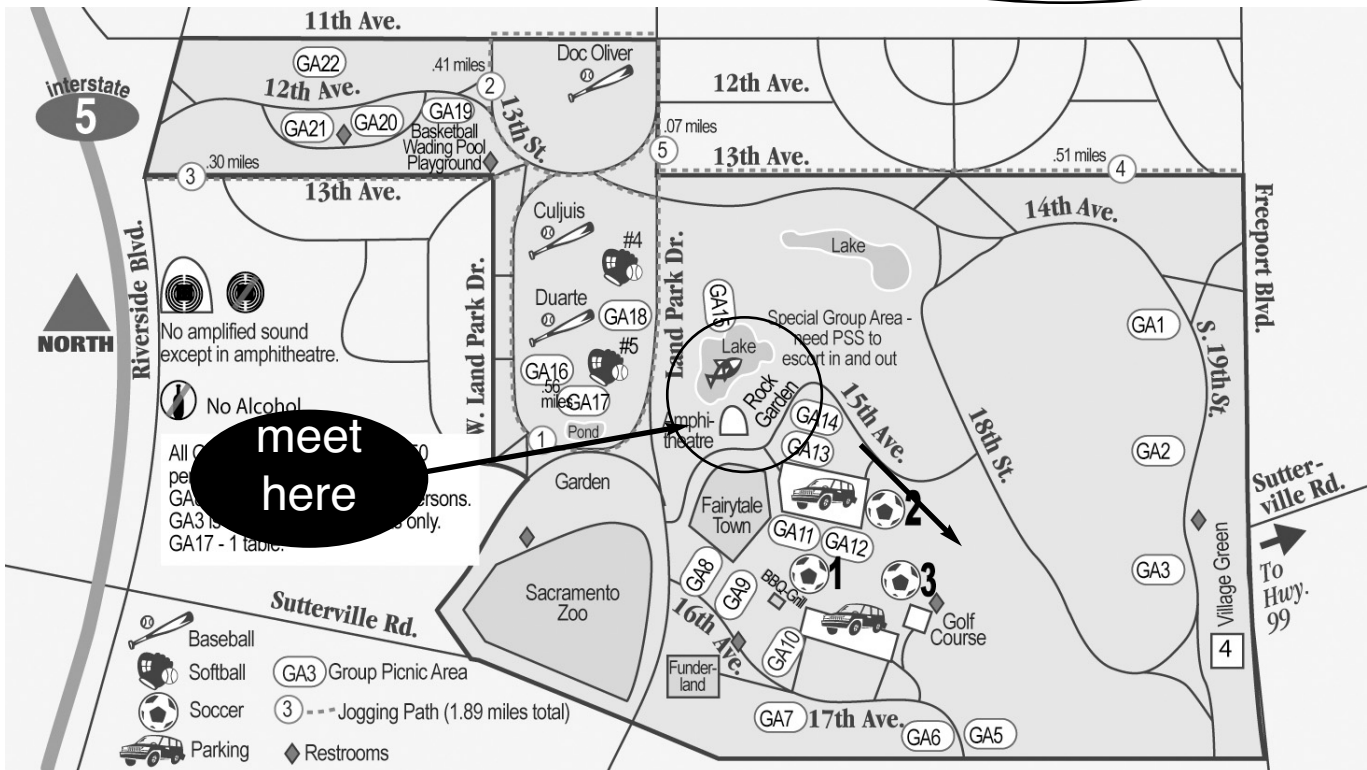 11th Ave.
Doc Oliver
GA22
.41 miles
12th Ave.
12th Ave.
interstate
5
2
13th St.
GA21
GA20
GA19
Basketball
Wading Pool
Playground
.07 miles
5
13th Ave.
.51 miles
4
.30 miles
3
13th Ave.
14th Ave.
Freeport Blvd.
Riverside Blvd.
W. Land Park Dr.
Land Park Dr.
Culjuis
#4
Lake
Duarte
GA18
#5
GA15
Special Group Area -
need PSS to
escort in and out
Lake
GA1
S. 19th St.
NORTH
No amplified sound
except in amphitheatre.
GA16
.56
miles
GA17
Rock
Garden
Amphi-
theatre
GA14
GA13
15th Ave.
18th St.
No Alcohol
meet
here
All
50
per
GA
ersons.
GA3 is
s only.
GA17 - 1 table.
1
Pond
Garden
GA2
Sutter-
ville Rd.
Fairytale
Town
2
GA11
GA12
1
3
GA8
GA9
BBQ-Grill
GA3
Village Green
To
Hwy.
99
Sacramento
Zoo
Sutterville Rd.
16th Ave.
GA10
Golf
Course
4
Funder-
land
Baseball
Softball
GA3 Group Picnic Area
Soccer
3 Jogging Path (1.89 miles total)
Parking
Restrooms
GA7
17th Ave.
GA6
GA5